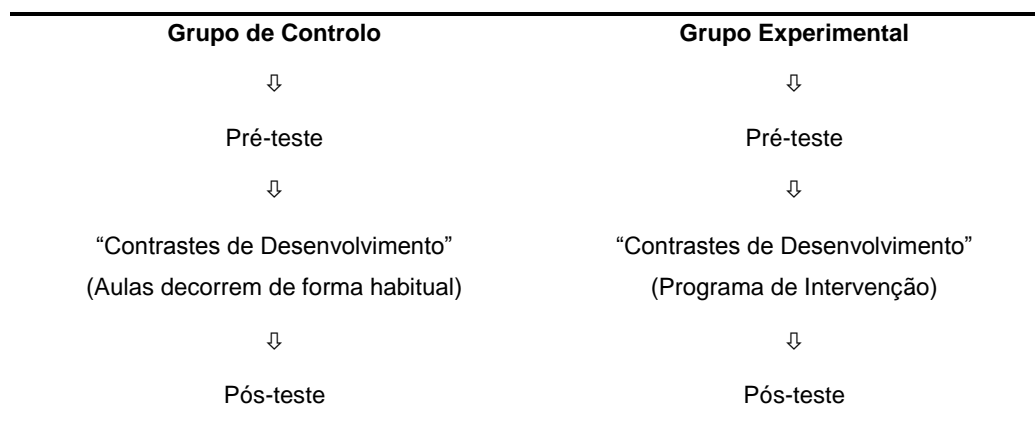 Grupo de Controlo Grupo Experimental
⇩ ⇩
Pré-teste Pré-teste
⇩ ⇩
“Contrastes de Desenvolvimento” “Contrastes de Desenvolvimento”
(Aulas decorrem de forma habitual) (Programa de Intervenção)
⇩ ⇩
Pós-teste Pós-teste